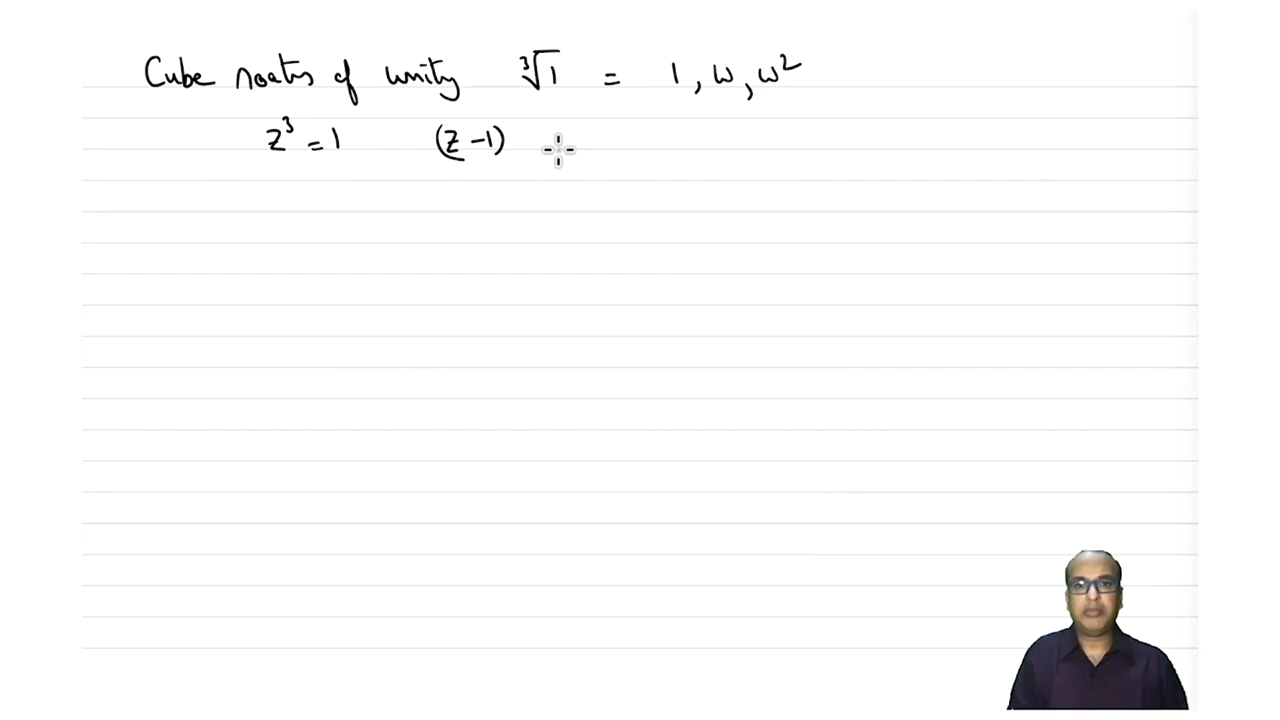 Cube roots of unity ∛1 = 1, ω, ω²
z³ = 1 (z - 1)